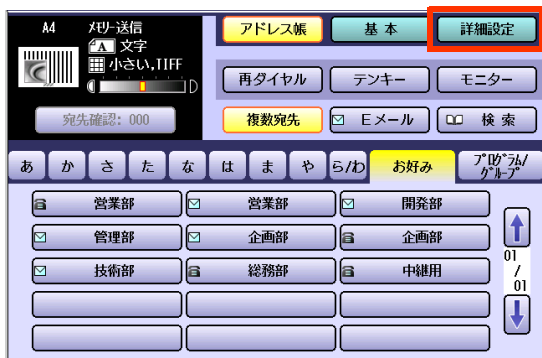 A4 ﾒﾓﾘｰ送信
A 文字
小さい,TIFF
D
宛先確認: 000
アドレス帳 基 本 詳細設定
再ダイヤル テンキー モニター
複数宛先 Eメール 検 索
あ か さ た な は ま や ら/わ お好み ﾌﾟﾛｸﾞﾗﾑ/
ｸﾞﾙｰﾌﾟ
営業部 営業部 開発部
管理部 企画部 企画部
技術部 総務部 中継用
01
/
01